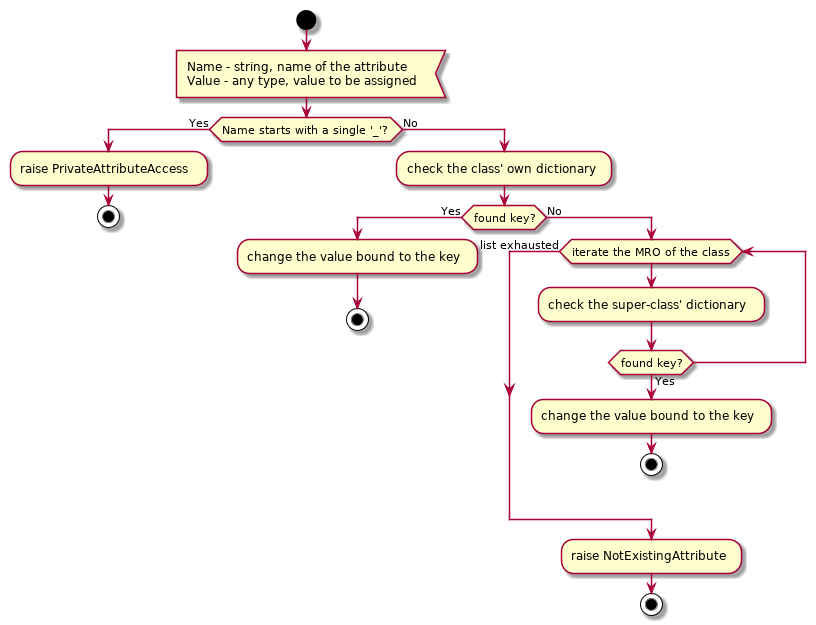 Name - string, name of the attribute
Value - any type, value to be assigned
Yes
Name starts with a single '_'?
No
raise PrivateAttributeAccess
check the class' own dictionary
Yes
found key?
No
change the value bound to the key
list exhausted
iterate the MRO of the class
check the super-class' dictionary
found key?
Yes
change the value bound to the key
raise NotExistingAttribute